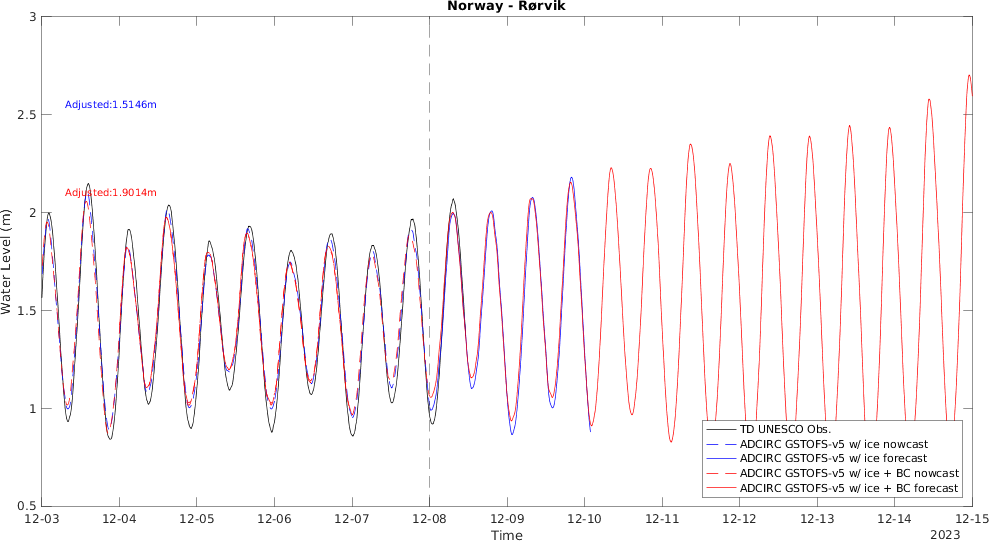 Norway - Rørvik
3
2.5
2
1.5
1
0.5
Water Level (m)
Adjusted:1.5146m
Adjusted:1.9014m
TD UNESCO Obs.
ADCIRC GSTOFS-v5 w/ ice nowcast
ADCIRC GSTOFS-v5 w/ ice forecast
ADCIRC GSTOFS-v5 w/ ice + BC nowcast
ADCIRC GSTOFS-v5 w/ ice + BC forecast
12-03 12-04 12-05 12-06 12-07 12-08 12-09 12-10 12-11 12-12 12-13 12-14 12-15
Time
2023